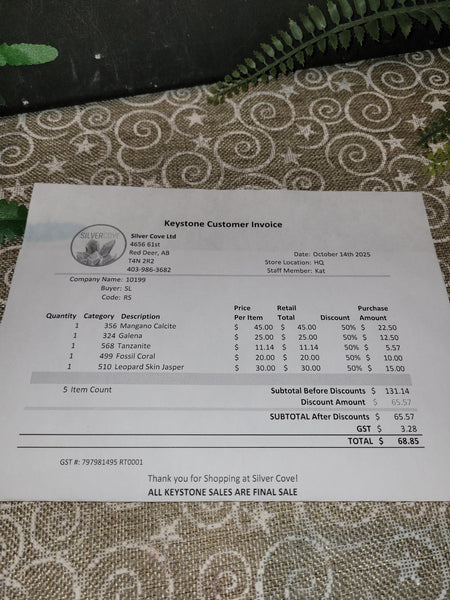 Keystone Customer Invoice
SILVERCOVE
Silver Cove Ltd
4656 61st
Red Deer, AB
T4N 2R2
403-986-3682
Date: October 14th 2025
Store Location: HQ
Staff Member: Kat
Company Name: 10199
Buyer: SL
Code: RS
Quantity Category Description Price Per Item Retail Total Discount Purchase Amount
1 356 Mangano Calcite $ 45.00 $ 45.00 50% $ 22.50
1 324 Galena $ 25.00 $ 25.00 50% $ 12.50
1 568 Tanzanite $ 11.14 $ 11.14 50% $ 5.57
1 499 Fossil Coral $ 20.00 $ 20.00 50% $ 10.00
1 510 Leopard Skin Jasper $ 30.00 $ 30.00 50% $ 15.00
5 Item Count Subtotal Before Discounts $ 131.14
Discount Amount $ 65.57
SUBTOTAL After Discounts $ 65.57
GST $ 3.28
TOTAL $ 68.85
GST #: 797981495 RT0001
Thank you for Shopping at Silver Cove!
ALL KEYSTONE SALES ARE FINAL SALE